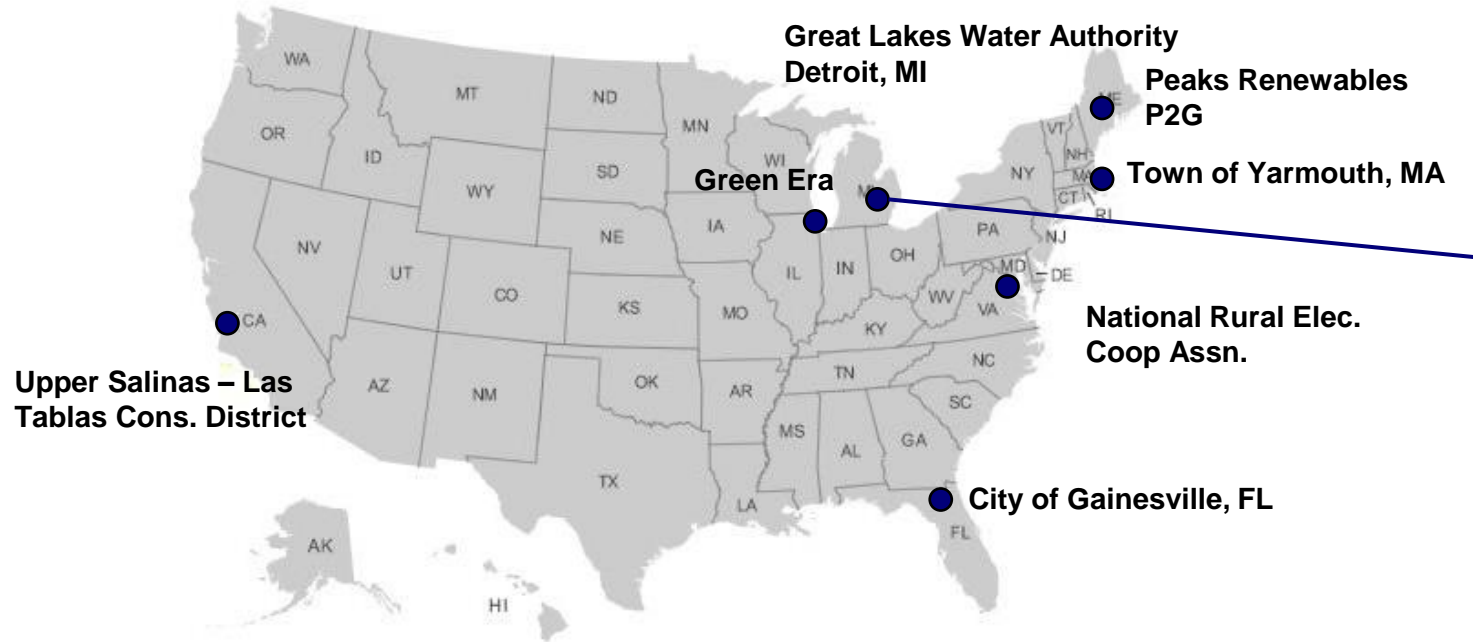 Great Lakes Water Authority
Detroit, MI
Peaks Renewables
P2G
Town of Yarmouth, MA
Green Era
National Rural Elec.
Coop Assn.
Upper Salinas – Las
Tablas Cons. District
City of Gainesville, FL
WA
OR
ID
MT
ND
MN
SD
WY
WI
NY
VT
NH
ME
CT
RI
NV
UT
CO
NE
IA
IL
IN
OH
PA
NJ
MD
DE
WV
VA
CA
KS
MO
KY
AZ
NM
OK
AR
TN
NC
SC
MS
AL
GA
TX
LA
FL
AK
HI